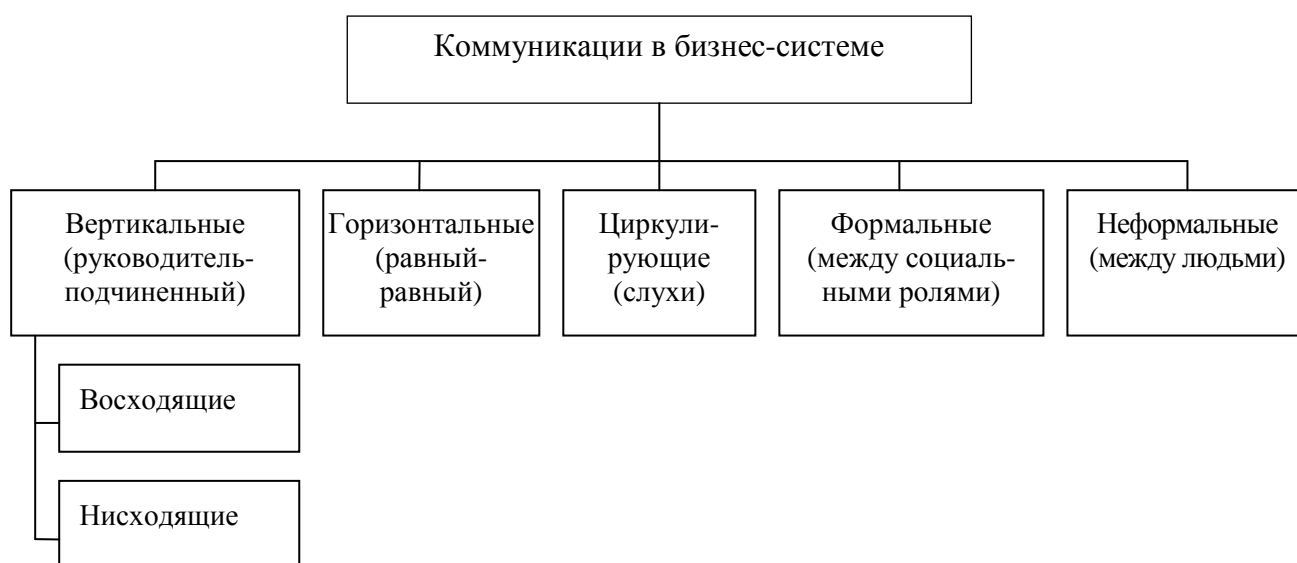 Коммуникации в бизнес-системе
Вертикальные
(руководитель-
подчиненный)
Горизонтальные
(равный-
равный)
Циркули-
рующие
(слухи)
Формальные
(между социаль-
ными ролями)
Неформальные
(между людьми)
Восходящие
Нисходящие